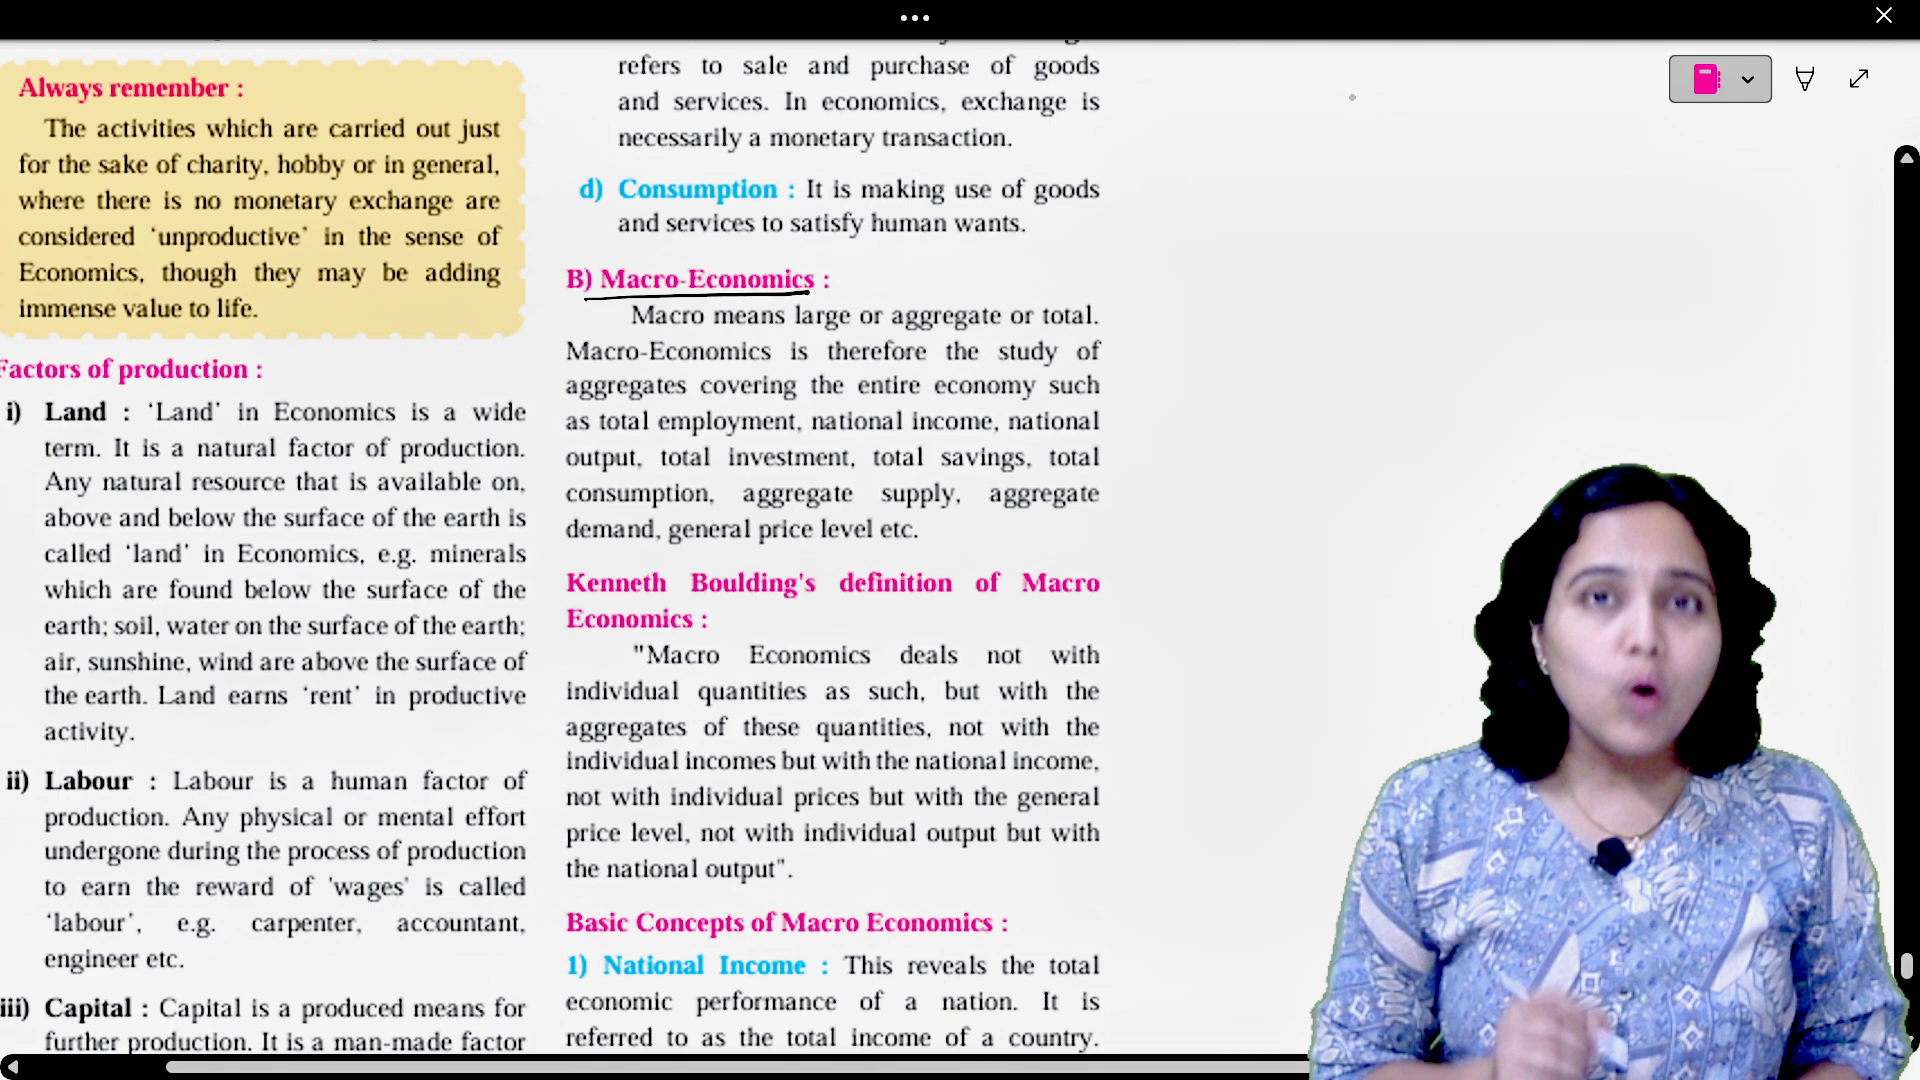 Always remember :
The activities which are carried out just
for the sake of charity, hobby or in general,
where there is no monetary exchange are
considered ‘unproductive’ in the sense of
Economics, though they may be adding
immense value to life.
Factors of production :
i) Land : ‘Land’ in Economics is a wide
term. It is a natural factor of production.
Any natural resource that is available on,
above and below the surface of the earth is
called ‘land’ in Economics, e.g. minerals
which are found below the surface of the
earth; soil, water on the surface of the earth;
air, sunshine, wind are above the surface of
the earth. Land earns ‘rent’ in productive
activity.
ii) Labour : Labour is a human factor of
production. Any physical or mental effort
undergone during the process of production
to earn the reward of 'wages' is called
‘labour’, e.g. carpenter, accountant,
engineer etc.
iii) Capital : Capital is a produced means for
further production. It is a man-made factor
refers to sale and purchase of goods
and services. In economics, exchange is
necessarily a monetary transaction.
d) Consumption : It is making use of goods
and services to satisfy human wants.
B) Macro-Economics :
Macro means large or aggregate or total.
Macro-Economics is therefore the study of
aggregates covering the entire economy such
as total employment, national income, national
output, total investment, total savings, total
consumption, aggregate supply, aggregate
demand, general price level etc.
Kenneth Boulding's definition of Macro
Economics :
"Macro Economics deals not with
individual quantities as such, but with the
aggregates of these quantities, not with the
individual incomes but with the national income,
not with individual prices but with the general
price level, not with individual output but with
the national output".
Basic Concepts of Macro Economics :
1) National Income : This reveals the total
economic performance of a nation. It is
referred to as the total income of a country.